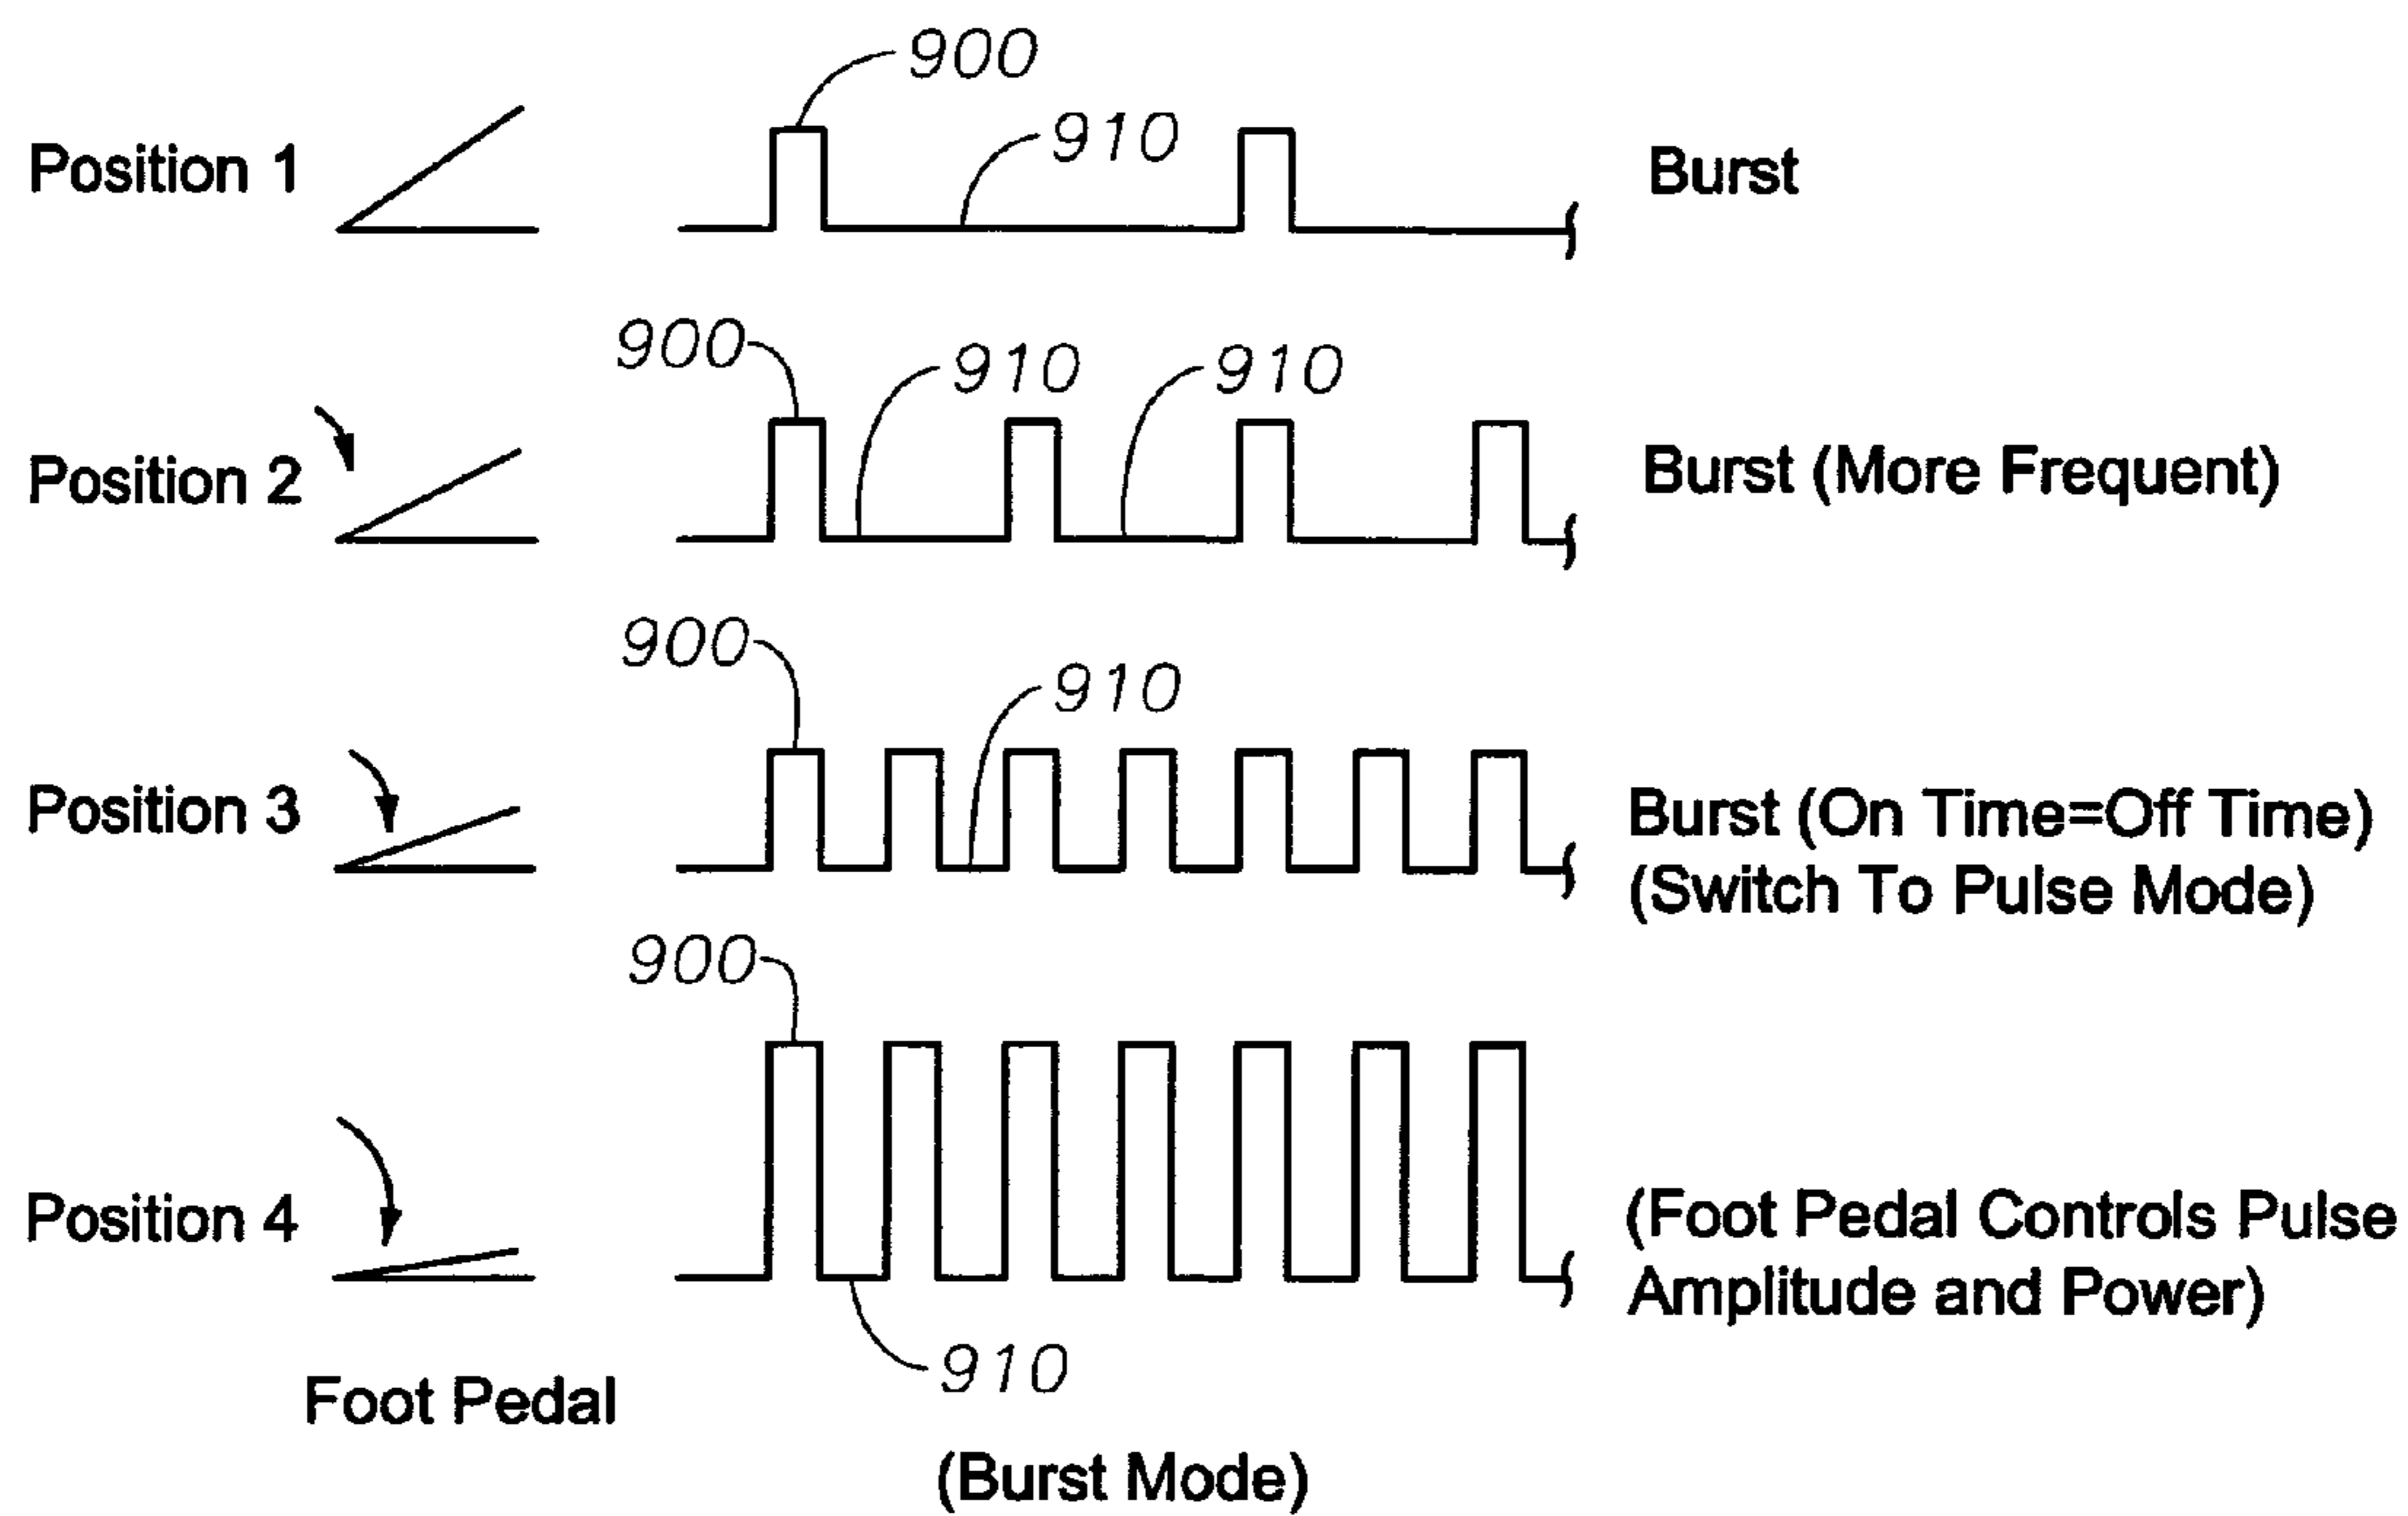 900
910
Position 1
Burst
900
910
910
Position 2
Burst (More Frequent)
900
910
Position 3
Burst (On Time=Off Time)
(Switch To Pulse Mode)
900
Position 4
(Foot Pedal Controls Pulse
Amplitude and Power)
910
Foot Pedal
(Burst Mode)